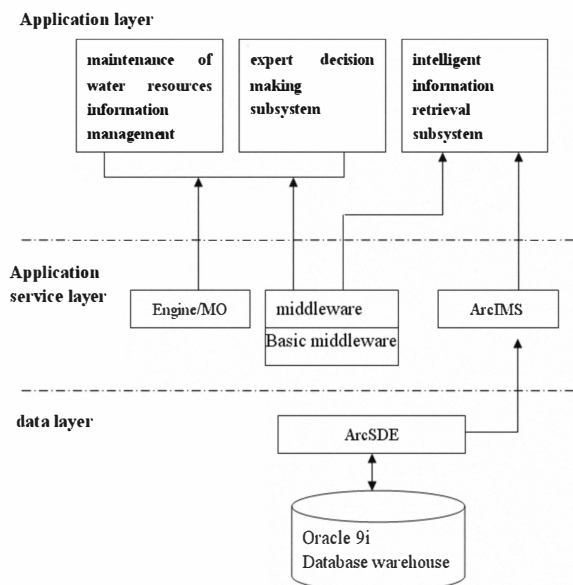 Application layer
maintenance of
water resources
information
management
expert decision
making
subsystem
intelligent
information
retrieval
subsystem
Application
service layer
Engine/MO
middleware
Basic middleware
ArcIMS
data layer
ArcSDE
Oracle 9i
Database warehouse